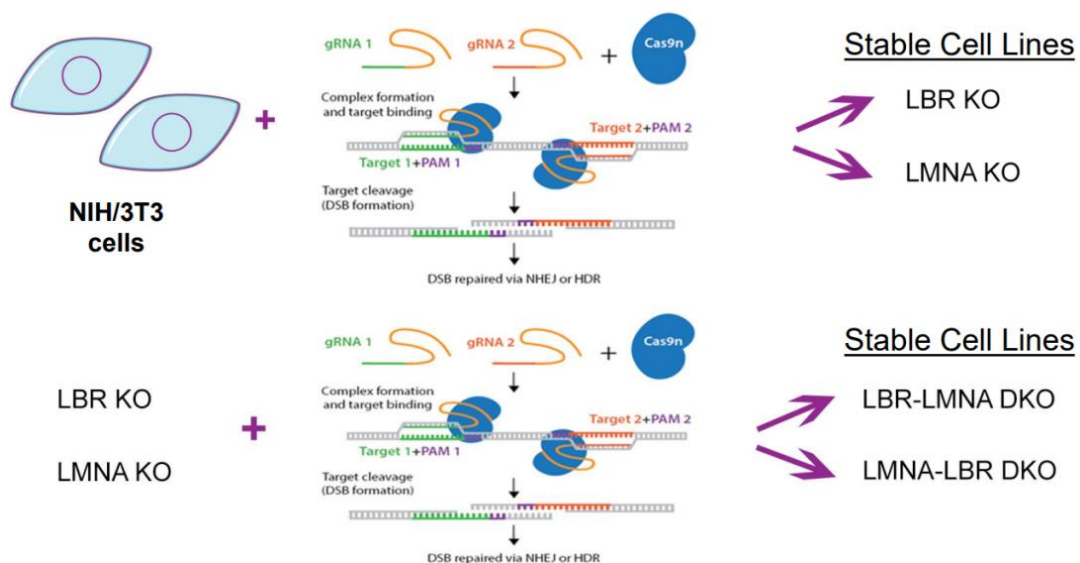 NIH/3T3
cells
+
gRNA 1
gRNA 2
+
Cas9n
Complex formation
and target binding
Target 1+PAM 1
Target 2+PAM 2
Target cleavage
(DSB formation)
DSB repaired via NHEJ or HDR
Stable Cell Lines
LBR KO
LMNA KO
LBR KO
LMNA KO
+
gRNA 1
gRNA 2
+
Cas9n
Complex formation
and target binding
Target 1+PAM 1
Target 2+PAM 2
Target cleavage
(DSB formation)
DSB repaired via NHEJ or HDR
Stable Cell Lines
LBR-LMNA DKO
LMNA-LBR DKO